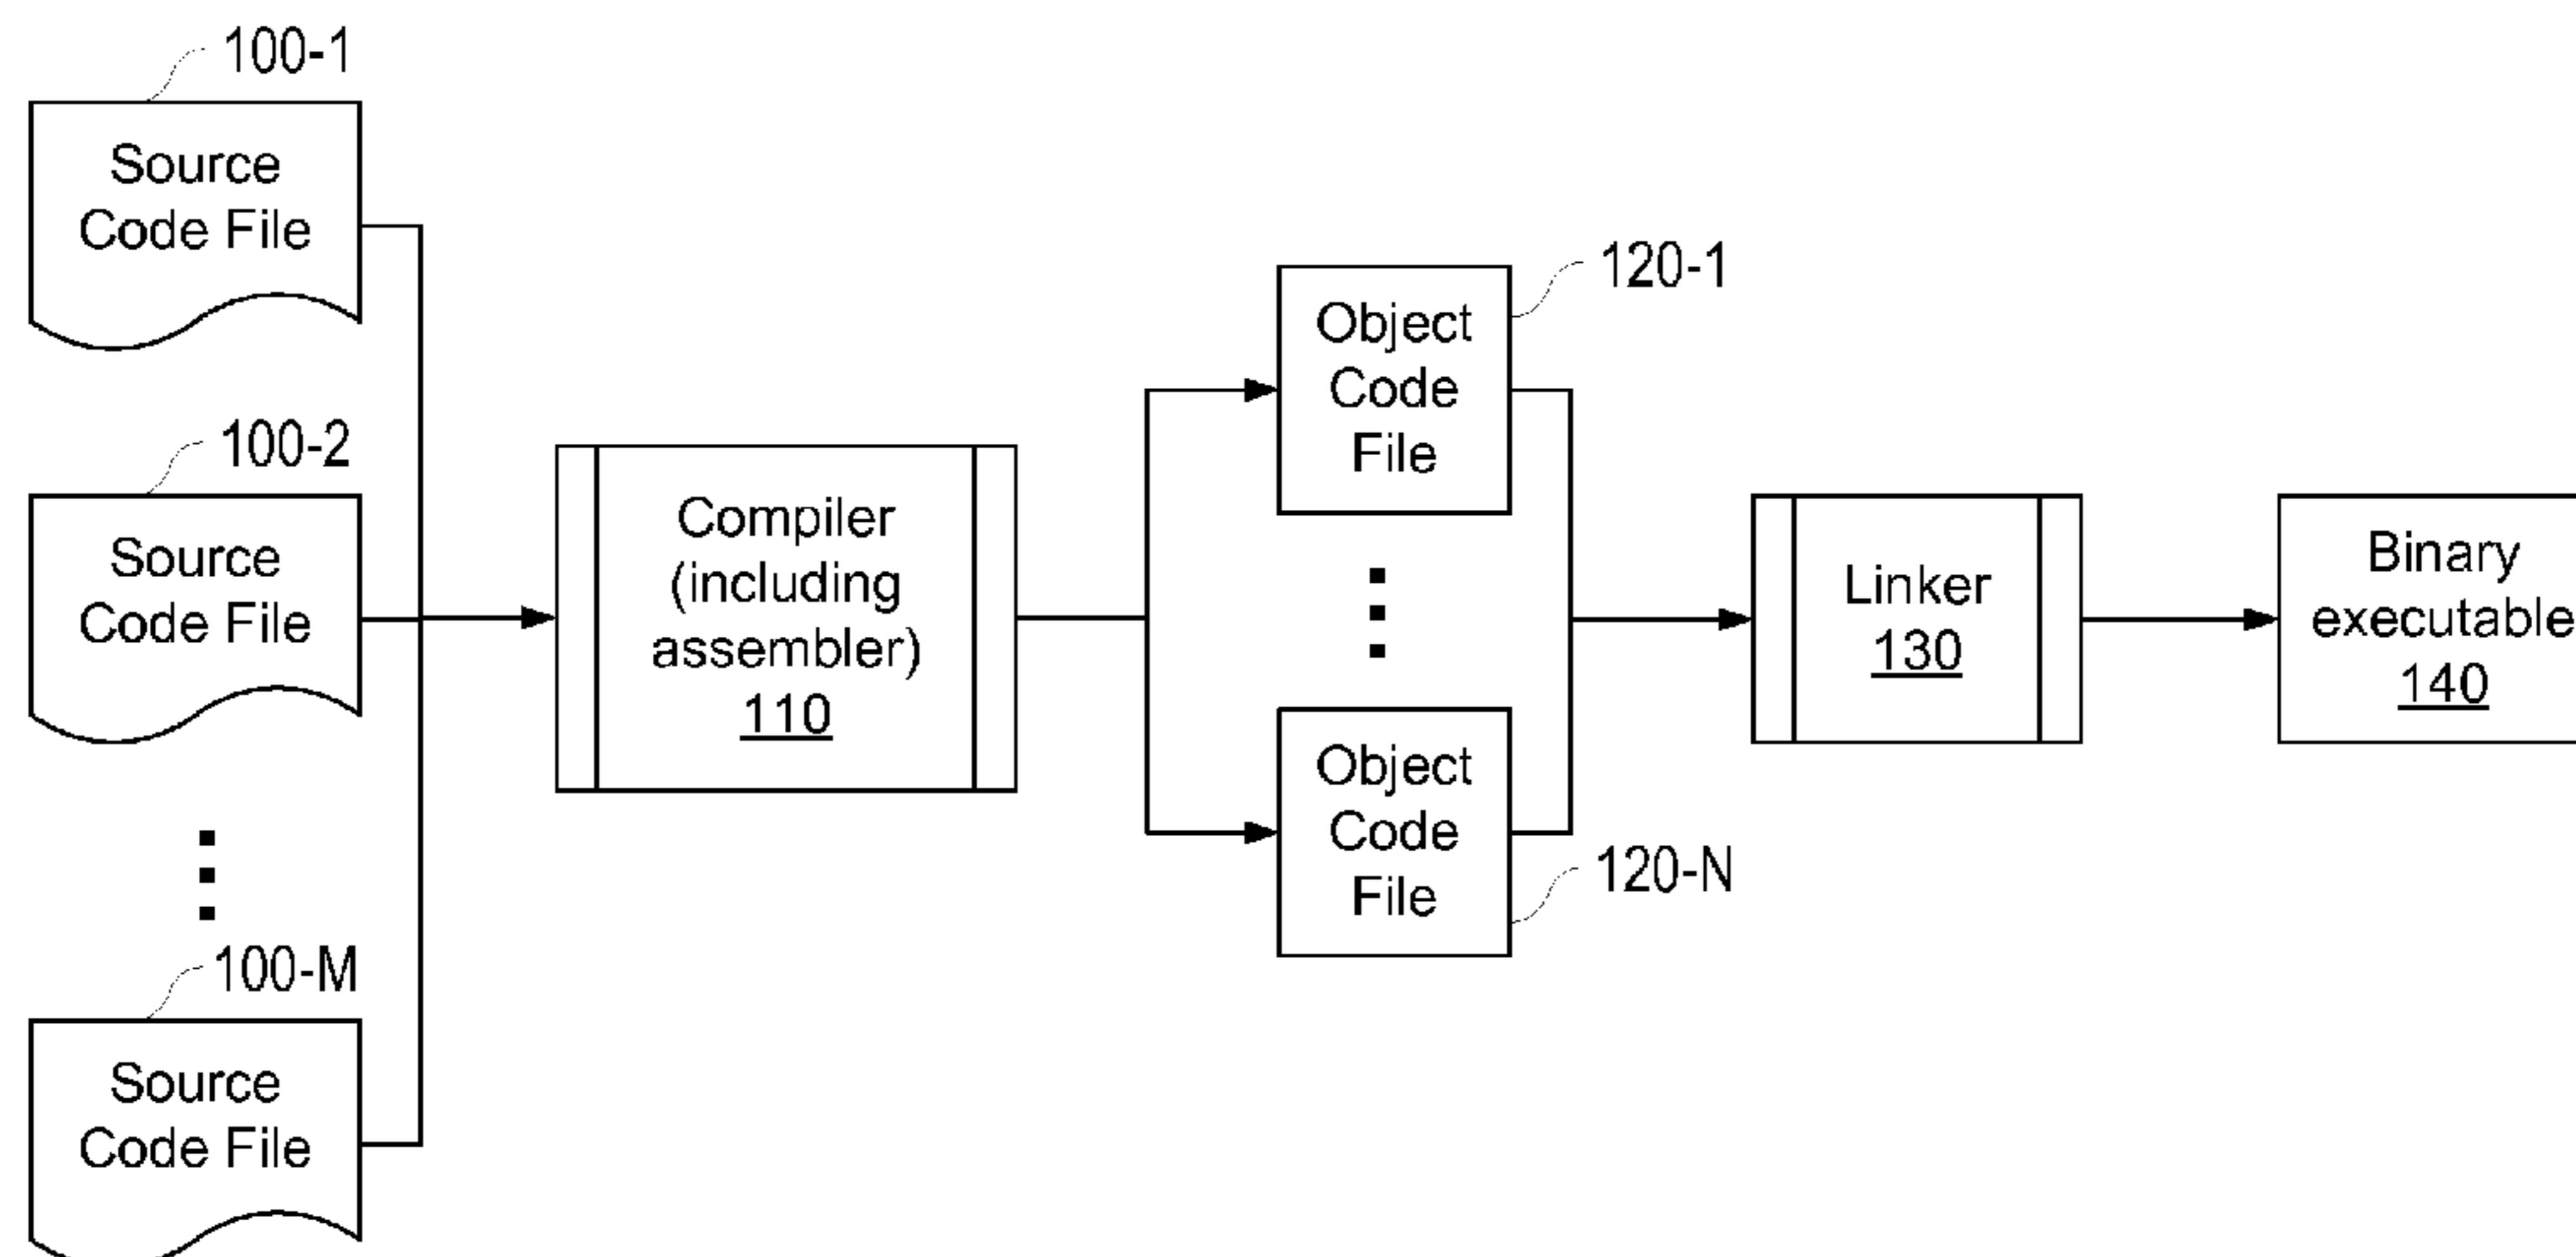 100-1
Source
Code File
100-2
Source
Code File
100-M
Source
Code File
Compiler
(including
assembler)
110
120-1
Object
Code
File
Object
Code
File
120-N
Linker
130
Binary
executable
140